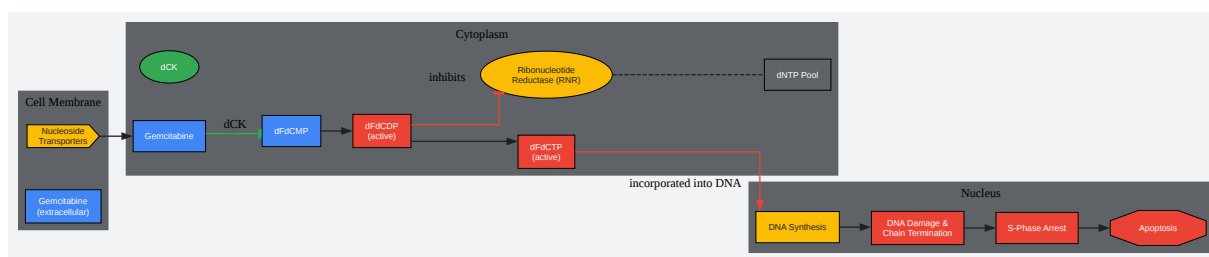 Cytoplasm
dCK
Ribonucleotide
Reductase (RNR)
inhibits
dNTP Pool
Cell Membrane
Nucleoside
Transporters
Gemcitabine
dCK
dFdCMP
dFdCDP
(active)
dFdCTP
(active)
Gemcitabine
(extracellular)
incorporated into DNA
Nucleus
DNA Synthesis
DNA Damage &
Chain Termination
S-Phase Arrest
Apoptosis